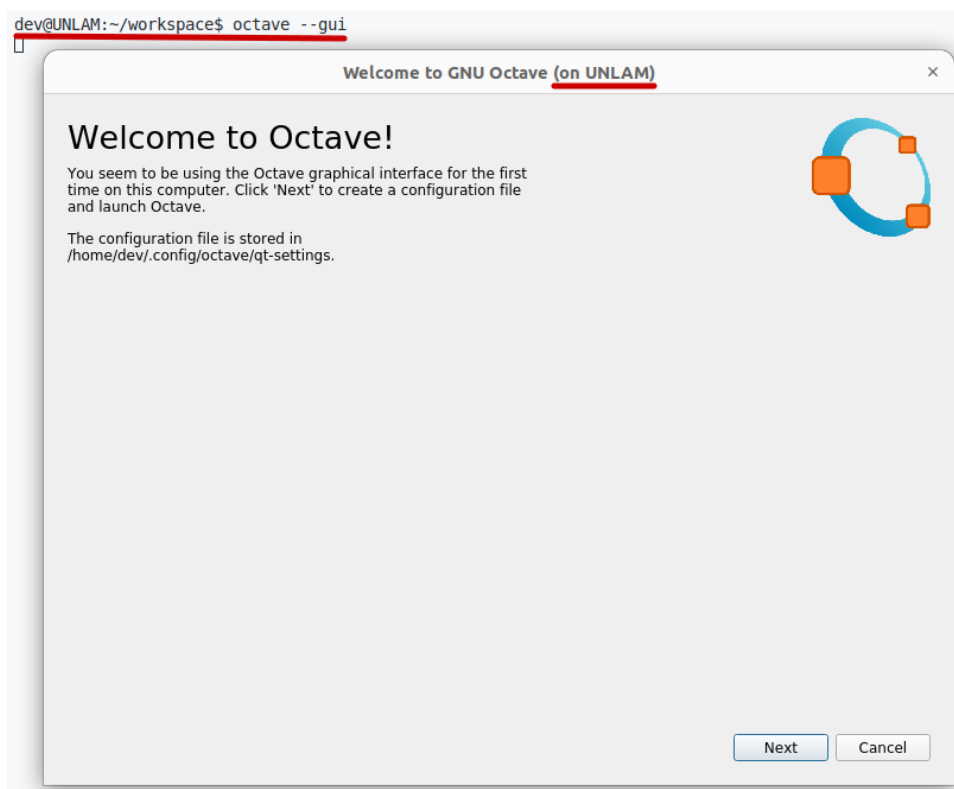 dev@UNLAM:~/workspace$ octave --gui
Welcome to GNU Octave (on UNLAM)
Welcome to Octave!
You seem to be using the Octave graphical interface for the first
time on this computer. Click 'Next' to create a configuration file
and launch Octave.
The configuration file is stored in
/home/dev/.config/octave/qt-settings.
Next
Cancel